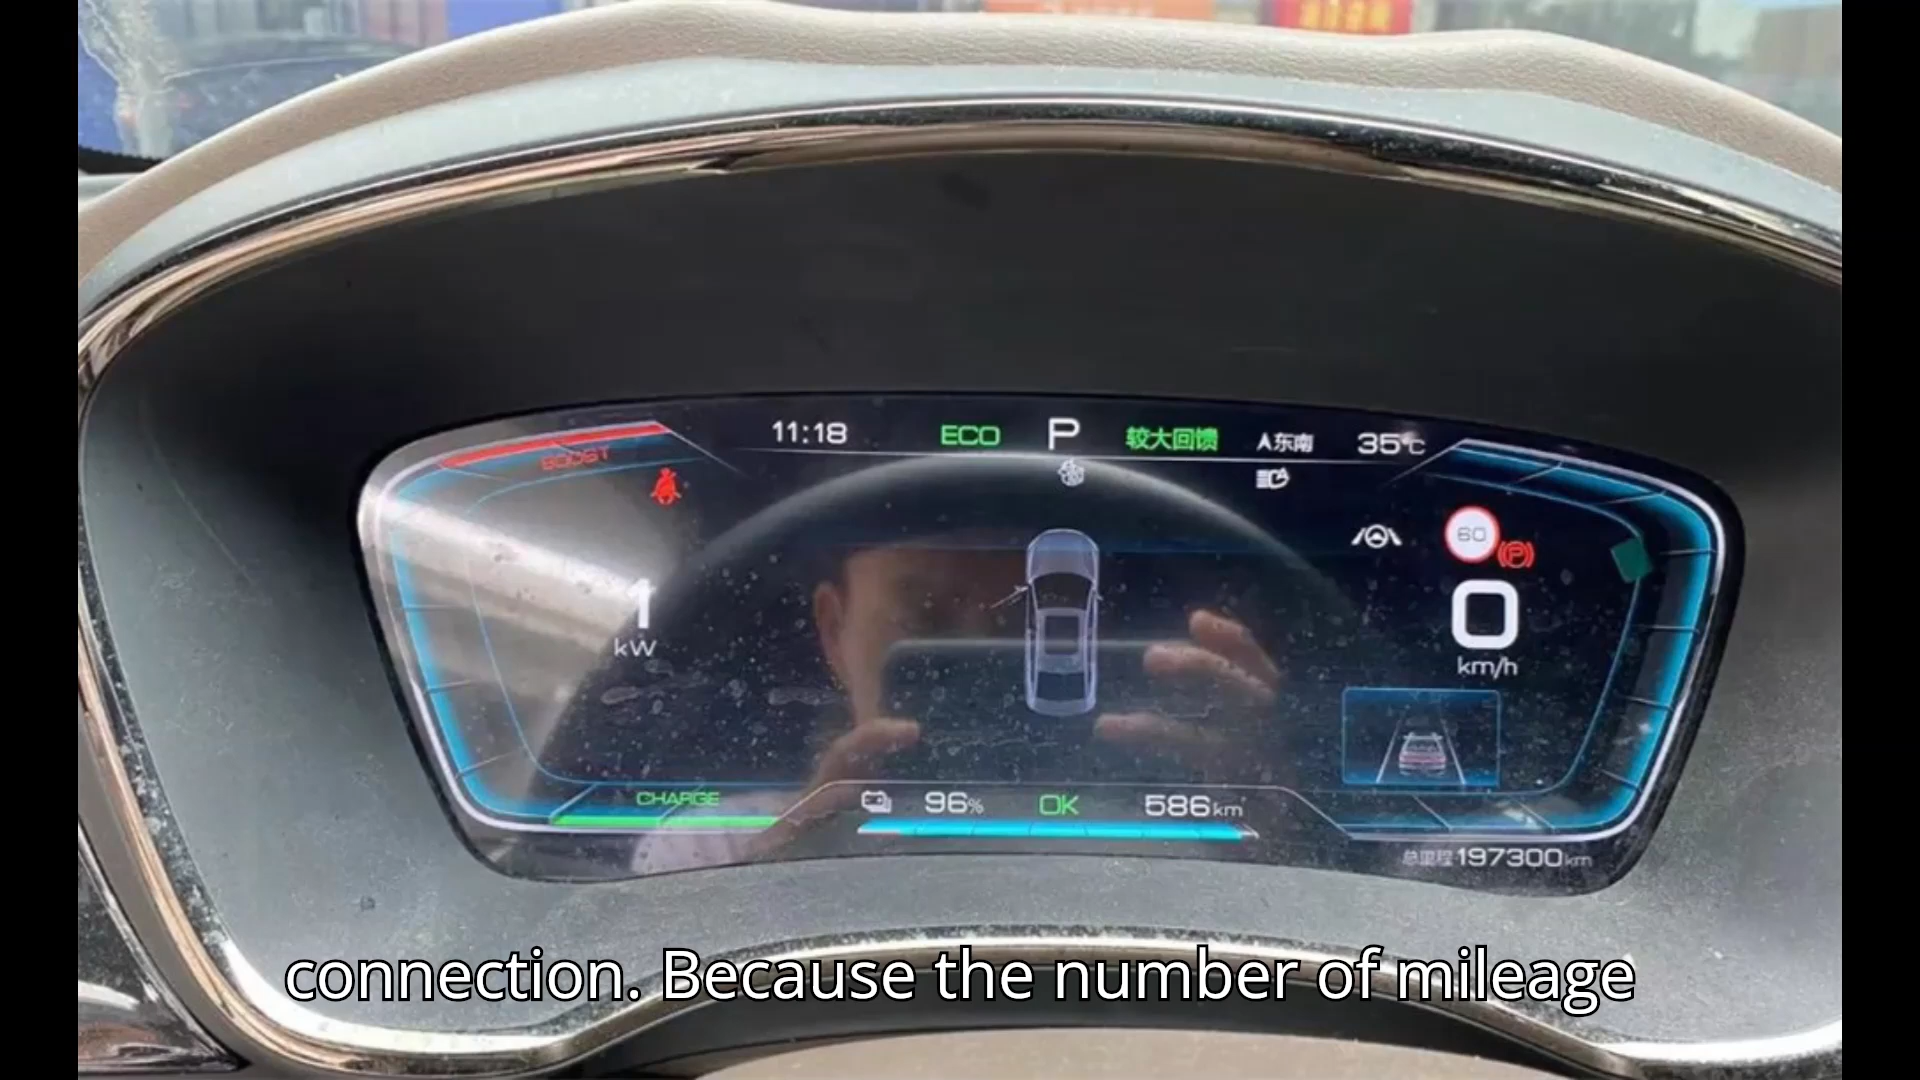 11:18 ECO P 较大回馈 东南 35℃
BOOST
60
(P)
1
kW
0
km/h
CHARGE
96% OK 586km
总里程197300km
connection. Because the number of mileage